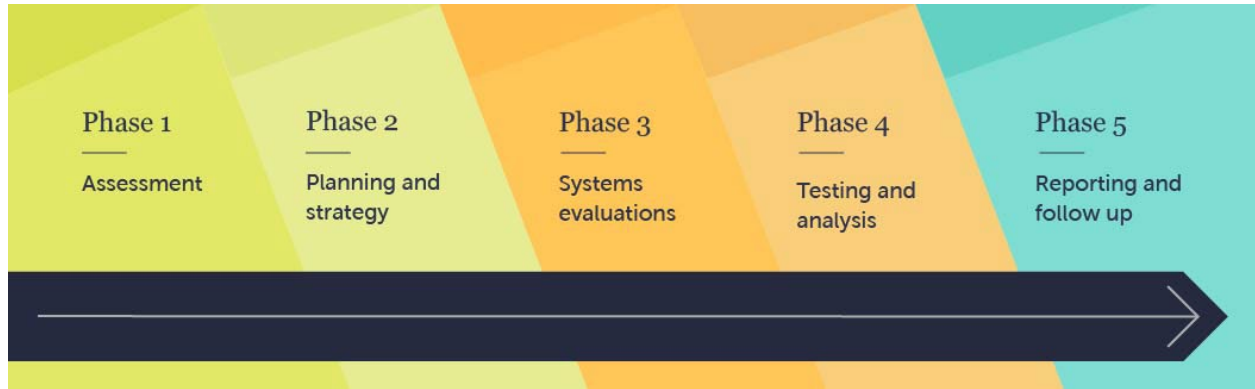 Phase 1
Assessment
Phase 2
Planning and
strategy
Phase 3
Systems
evaluations
Phase 4
Testing and
analysis
Phase 5
Reporting and
follow up